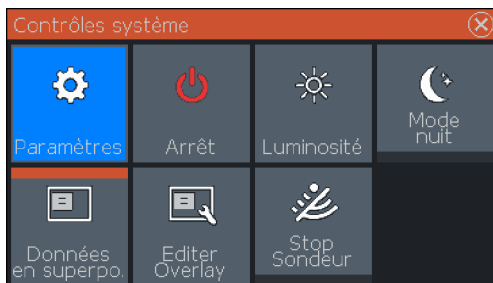 Contrôles système
Paramètres
Arrêt
Luminosité
Mode
nuit
Données
en superpo.
Editer
Overlay
Stop
Sondeur